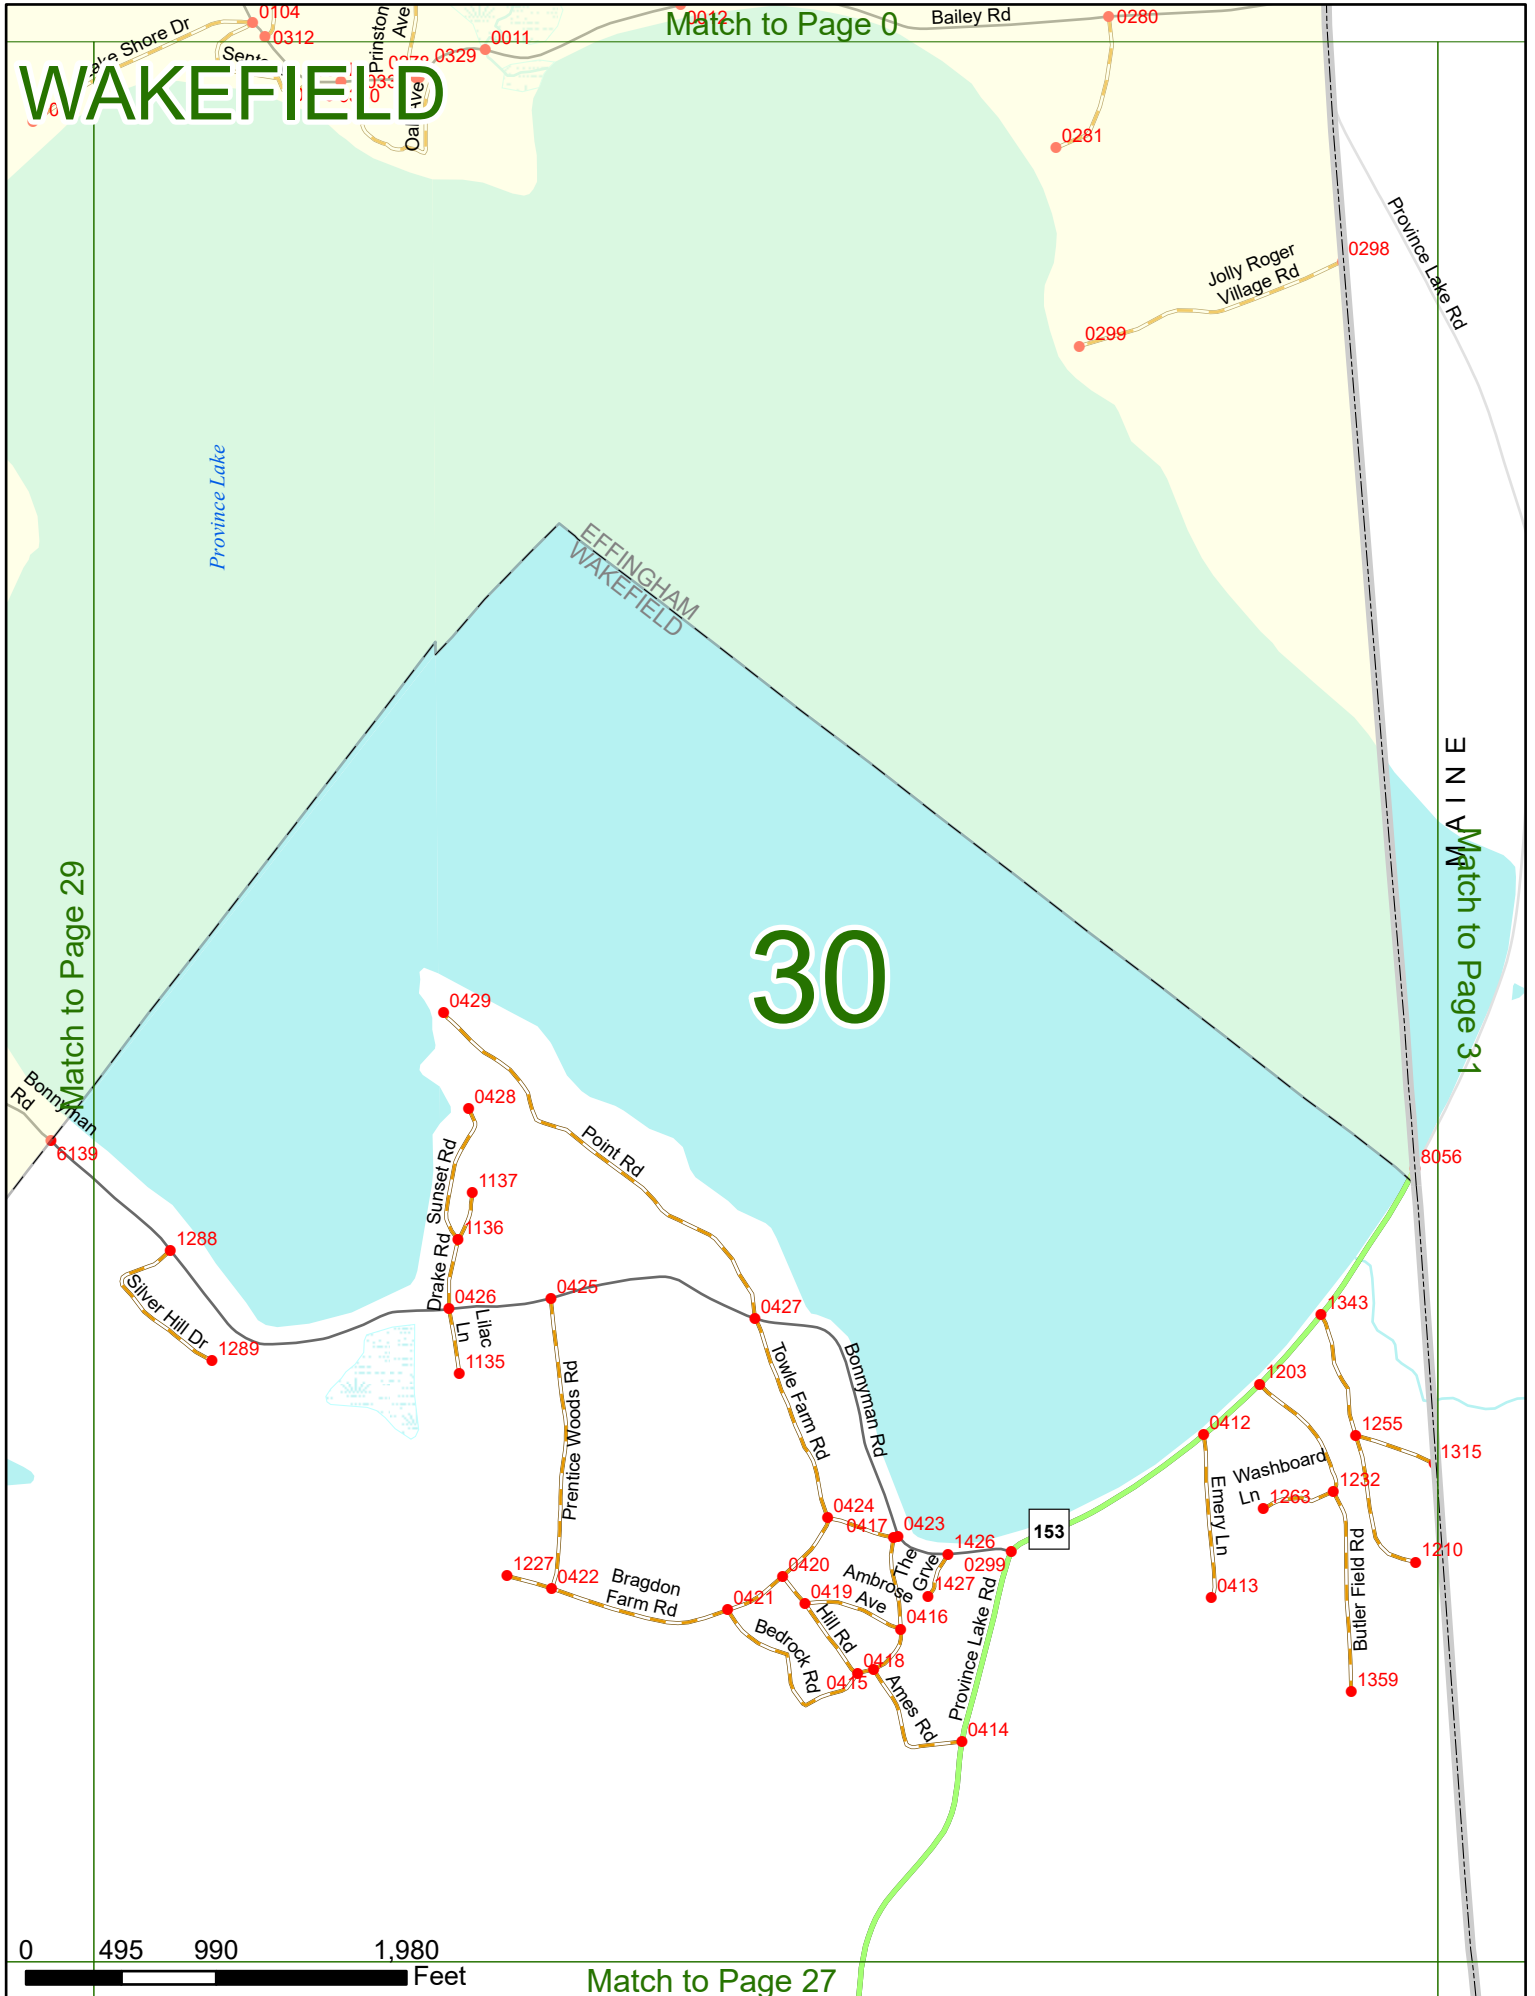 Match to Page 0
WAKEFIELD
0104
0312
Lake Shore Dr
Prinston
Ave
0329
0011
0012
Bailey Rd
0280
0281
Oak Ave
Province Lake Rd
0298
Jolly Roger
Village Rd
0299
Province Lake
EFFINGHAM
WAKEFIELD
MAINE
Match to Page 29
Match to Page 31
30
0429
0428
Bonnyman
Rd
6139
Point Rd
8056
Sunset Rd
1137
1136
1288
Drake Rd
0426
0425
Silver Hill Dr
1289
Lilac
Ln
1135
0427
1343
Towle Farm Rd
Bonnyman Rd
Prentice Woods Rd
1203
0412
1255
1315
Washboard
Ln
1263
1232
Emery Ln
0424
0417
0423
153
1426
0299
The
Grve
1210
1227
0422
0420
Bragdon
Farm Rd
Ambrose
Ave
0419
1427
0413
Butler Field Rd
0421
0416
Hill Rd
Bedrock Rd
0418
0415
Province Lake Rd
Ames Rd
1359
0414
0
495
990
1,980
Feet
Match to Page 27